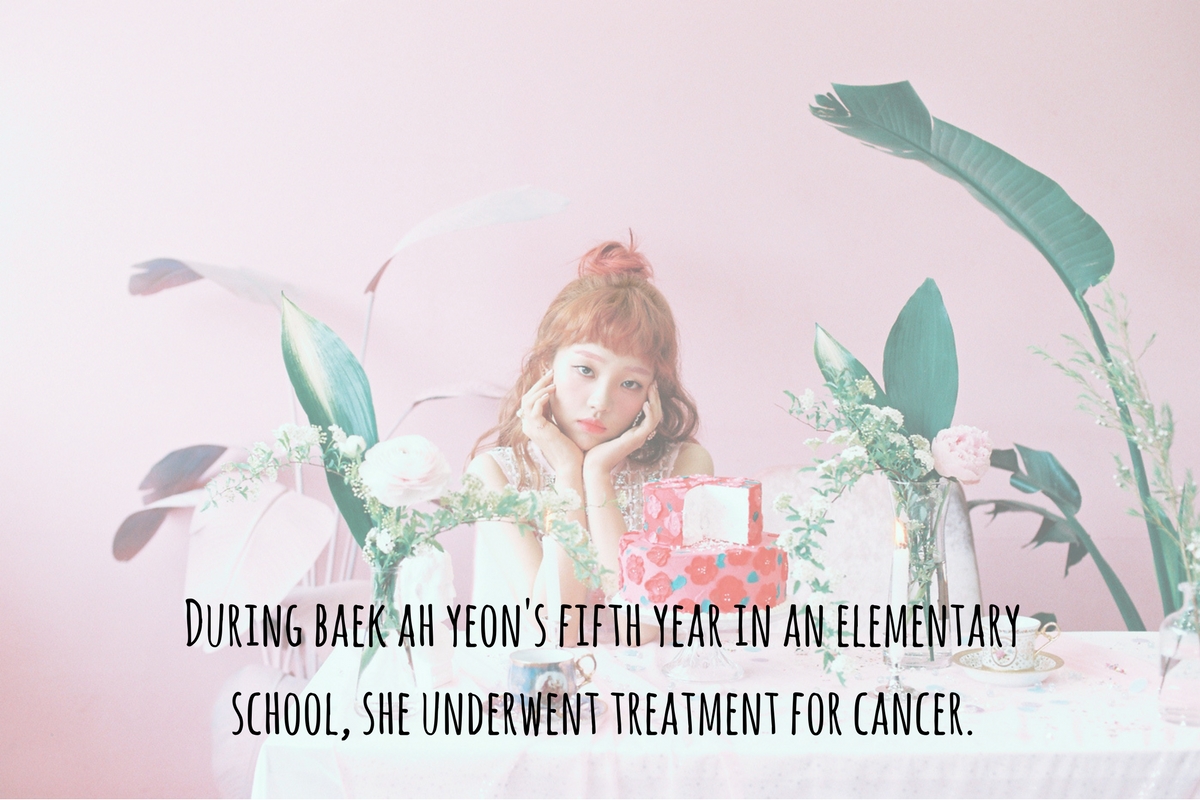 During baek ah yeon's fifth year in an elementary
school, she underwent treatment for cancer.